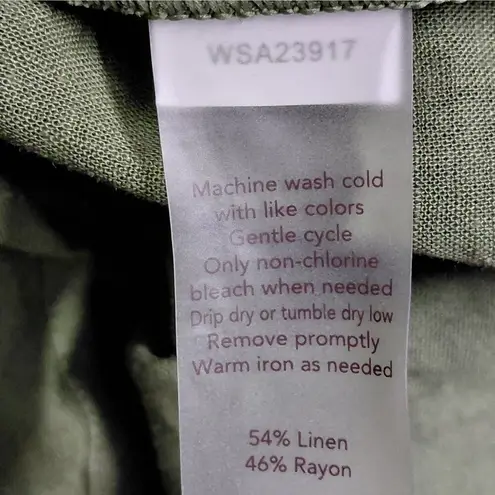 WSA23917
Machine wash cold
with like colors
Gentle cycle
Only non-chlorine
bleach when needed
Drip dry or tumble dry low
Remove promptly
Warm iron as needed
54% Linen
46% Rayon